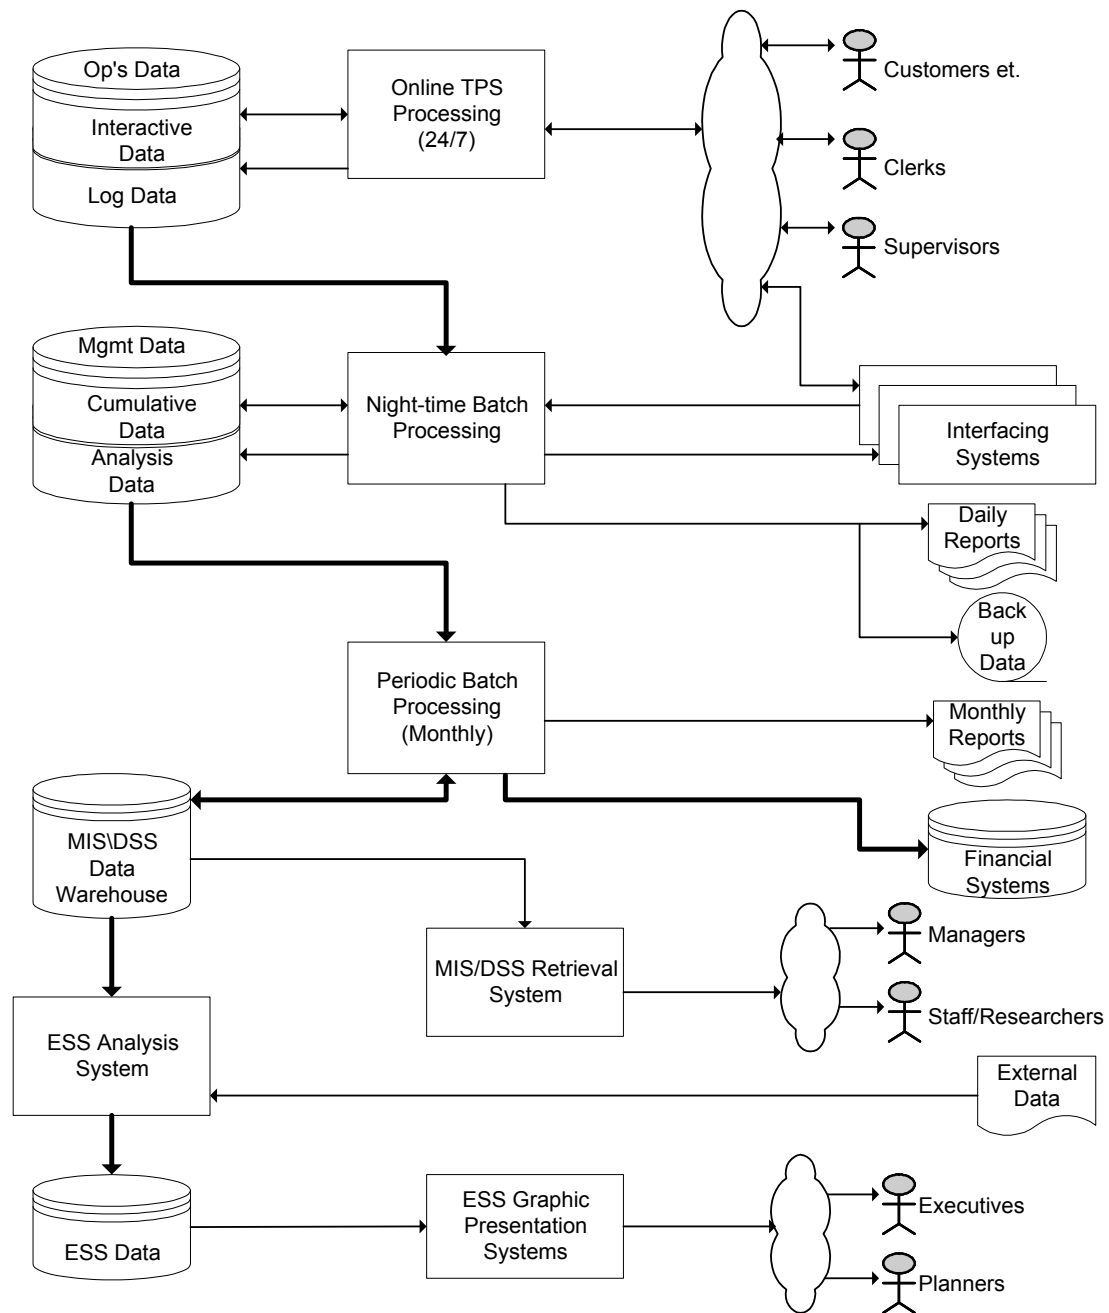 Op's Data
Interactive
Data
Log Data
Online TPS
Processing
(24/7)
Customers et.
Clerks
Supervisors
Mgmt Data
Cumulative
Data
Analysis
Data
Night-time Batch
Processing
Interfacing
Systems
Daily
Reports
Back
up
Data
Periodic Batch
Processing
(Monthly)
Monthly
Reports
MIS\DSS
Data
Warehouse
Financial
Systems
MIS/DSS Retrieval
System
Managers
Staff/Researchers
ESS Analysis
System
External
Data
ESS Data
ESS Graphic
Presentation
Systems
Executives
Planners